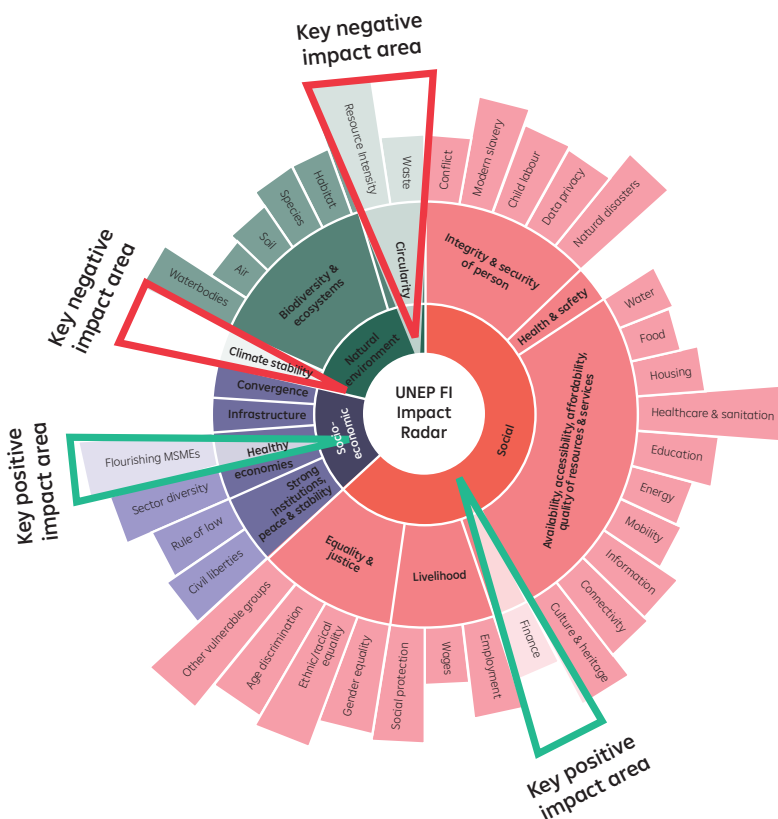 Key negative
impact area
Resource Intensity
Waste
Circularity
Conflict
Modern slavery
Child labour
Data privacy
Natural disasters
Integrity & security
of person
Health & safety
Water
Food
Housing
Healthcare & sanitation
Education
Energy
Mobility
Information
Connectivity
Culture & heritage
Finance
Availability, accessibility, affordability,
quality of resources & services
Social
Key positive
impact area
Employment
Wages
Social protection
Livelihood
Gender equality
Ethnic/racical
equality
Age discrimination
Other vulnerable groups
Equality &
justice
Civil liberties
Rule of law
Strong
institutions,
peace & stability
Sector diversity
Flourishing MSMEs
Healthy
economies
Key positive
impact area
Infrastructure
Convergence
Socio-
economic
Climate stability
Key negative
impact area
Waterbodies
Air
Soil
Species
Habitat
Biodiversity &
ecosystems
Natural
environment
UNEP FI
Impact
Radar